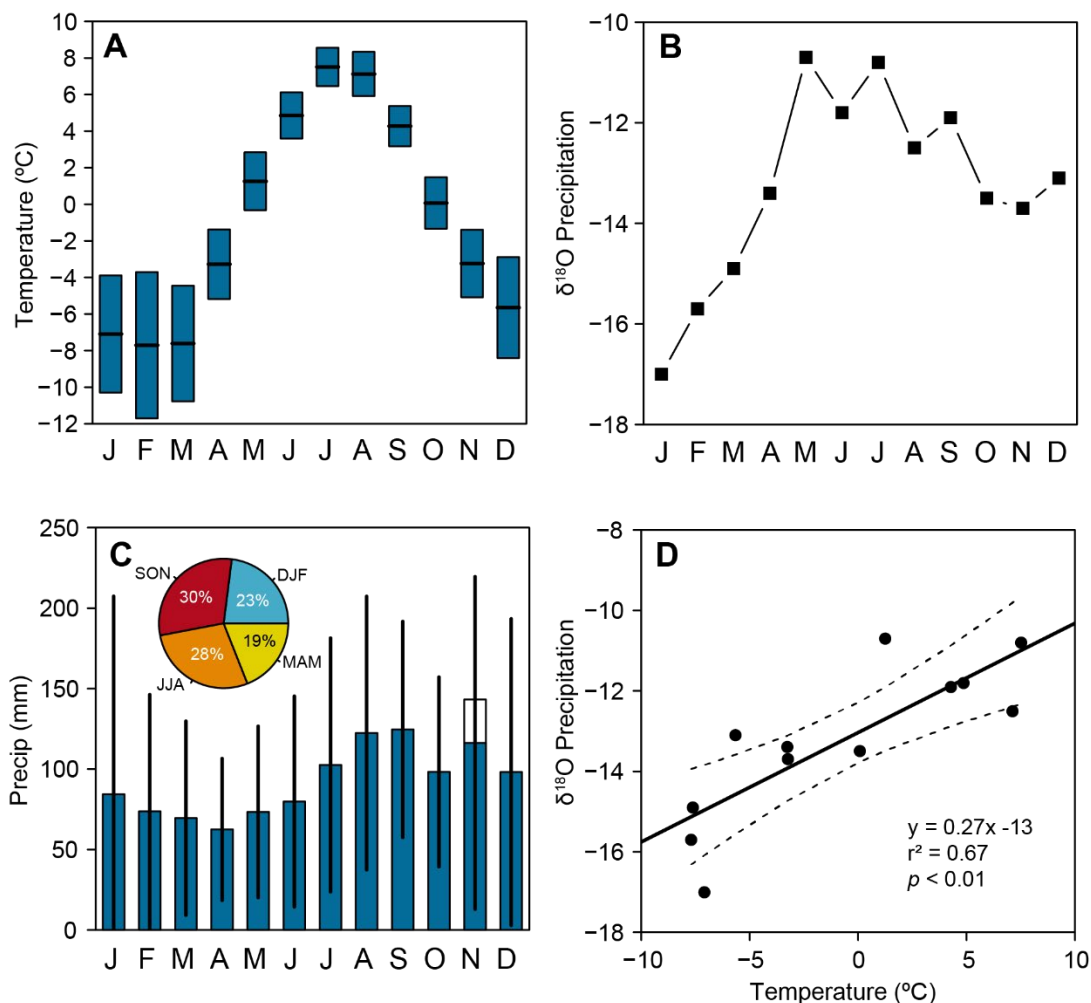 A
Temperature (ºC)
10
8
6
4
2
0
−2
−4
−6
−8
−10
−12
J F M A M J J A S O N D
B
δ¹⁸O Precipitation
−10
−12
−14
−16
−18
J F M A M J J A S O N D
C
Precip (mm)
250
200
150
100
50
0
SON
30%
DJF
23%
19%
MAM
28%
JJA
J F M A M J J A S O N D
D
δ¹⁸O Precipitation
−8
−10
−12
−14
−16
−18
y = 0.27x -13
r² = 0.67
p < 0.01
−10 −5 0 5 10
Temperature (ºC)